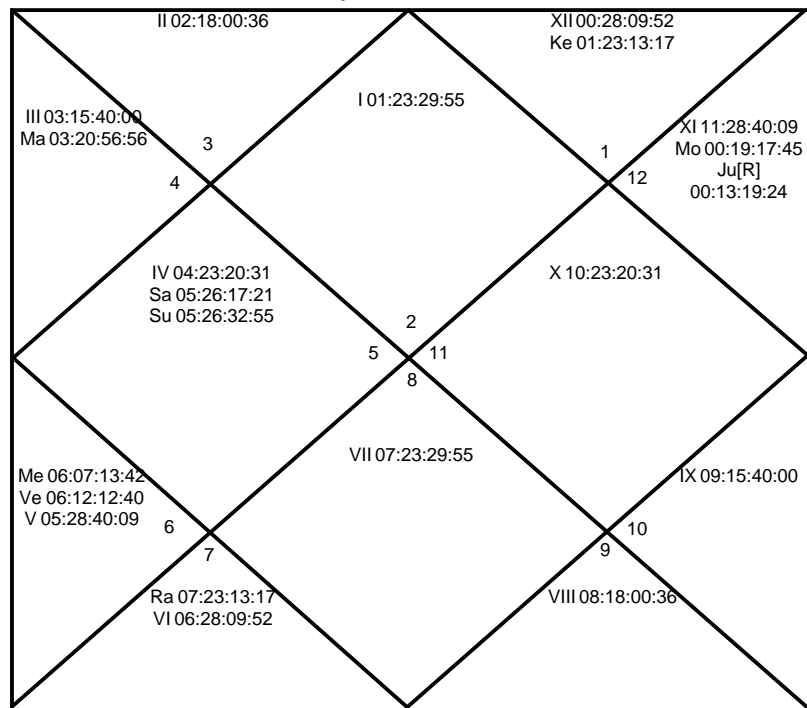 II 02:18:00:36
XII 00:28:09:52
Ke 01:23:13:17
I 01:23:29:55
III 03:15:40:00
Ma 03:20:56:56
3
4
XI 11:28:40:09
Mo 00:19:17:45
Ju[R]
00:13:19:24
1
12
IV 04:23:20:31
Sa 05:26:17:21
Su 05:26:32:55
X 10:23:20:31
2
5
11
8
VII 07:23:29:55
Me 06:07:13:42
Ve 06:12:12:40
V 05:28:40:09
6
7
IX 09:15:40:00
10
9
Ra 07:23:13:17
VI 06:28:09:52
VIII 08:18:00:36